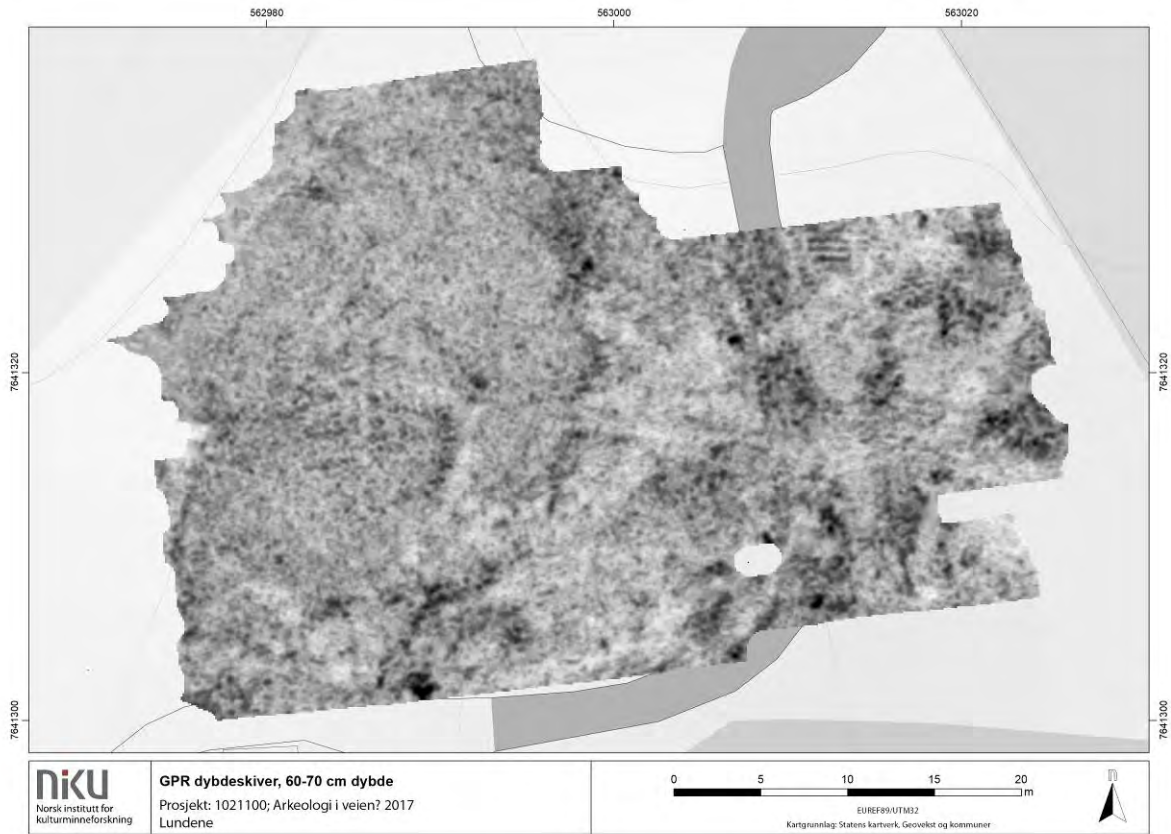 562980 563000 563020
7641320 7641320
7641300 7641300
niku
Norsk institutt for
kulturminneforskning
GPR dybdeskiver, 60-70 cm dybde
Prosjekt: 1021100; Arkeologi i veien? 2017
Lundene
0 5 10 15 20
m
EUREF89/UTM32
Kartgrunnlag: Statens kartverk, Geovekst og kommuner
n